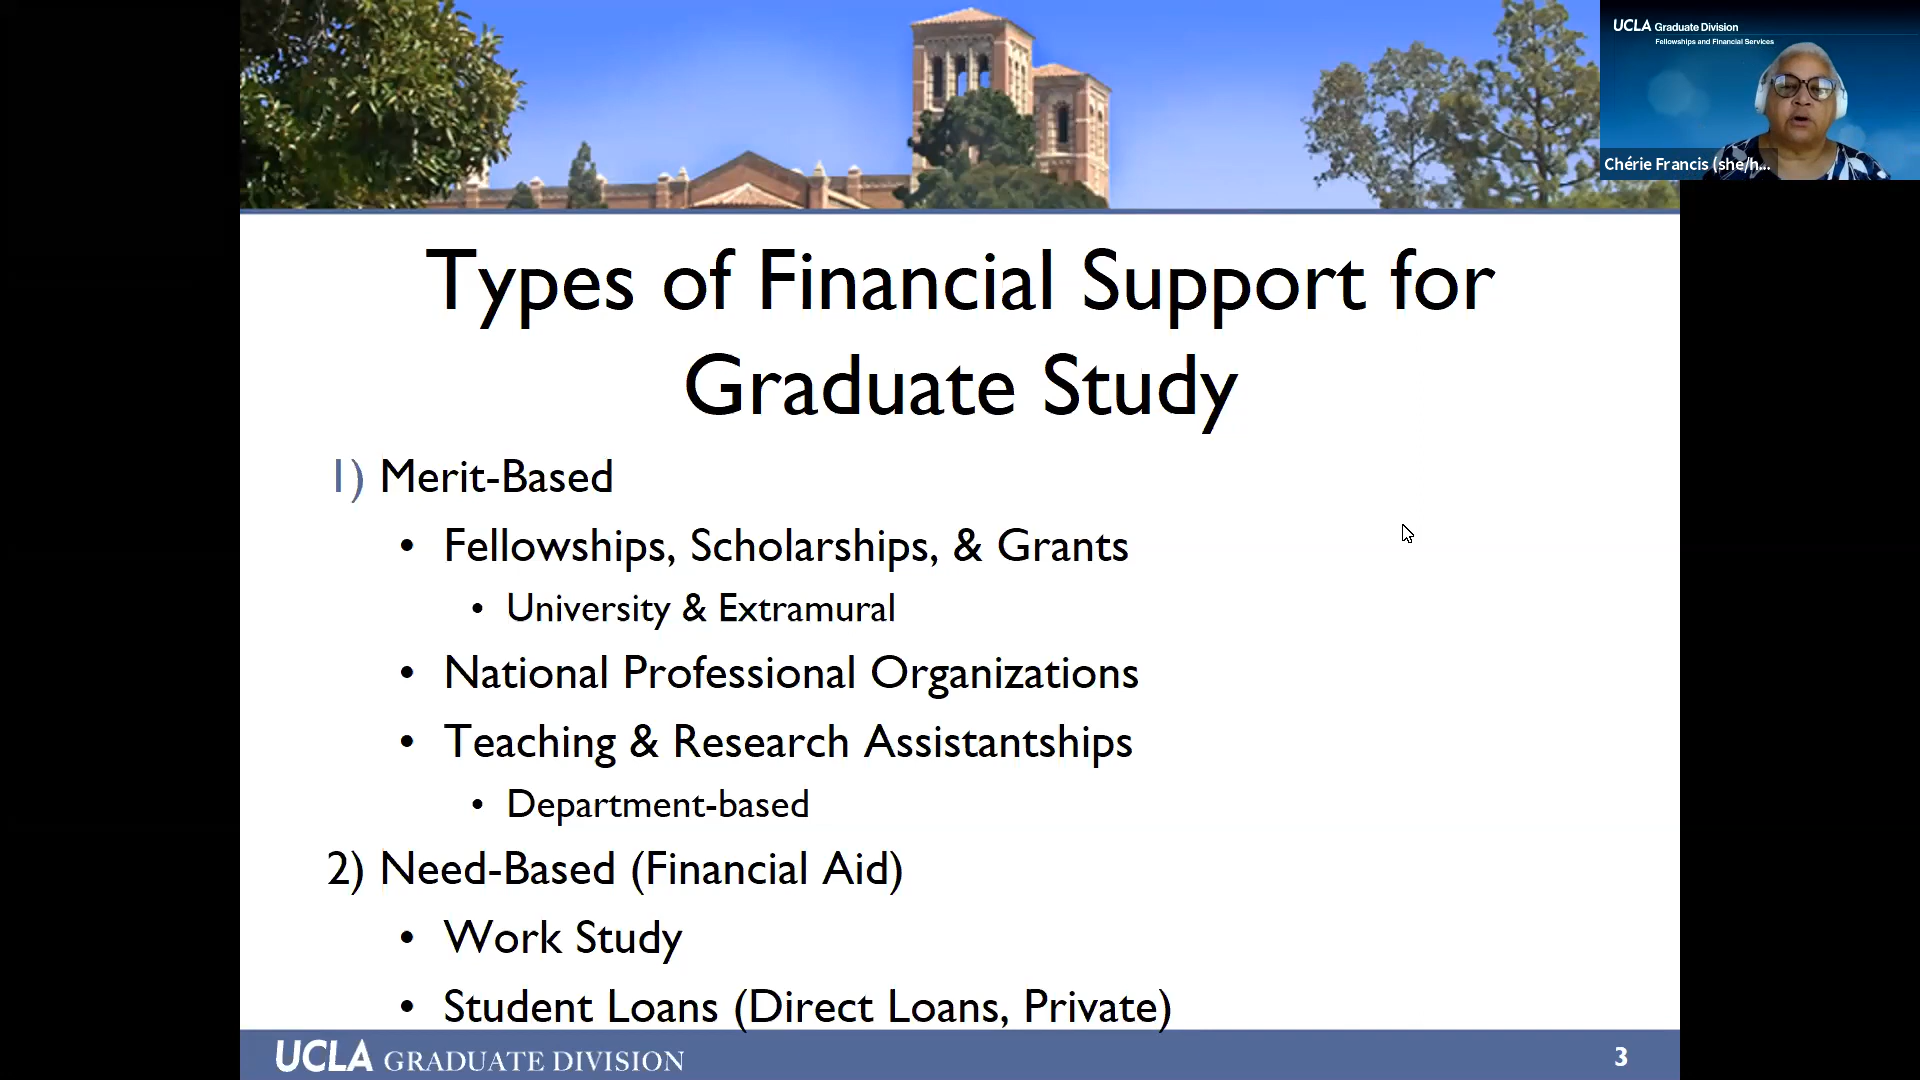 UCLA Graduate Division
Fellowships and Financial Services
Chérie Francis (she/h...
Types of Financial Support for
Graduate Study
1) Merit-Based
• Fellowships, Scholarships, & Grants
• University & Extramural
• National Professional Organizations
• Teaching & Research Assistantships
• Department-based
2) Need-Based (Financial Aid)
• Work Study
• Student Loans (Direct Loans, Private)
UCLA GRADUATE DIVISION
3